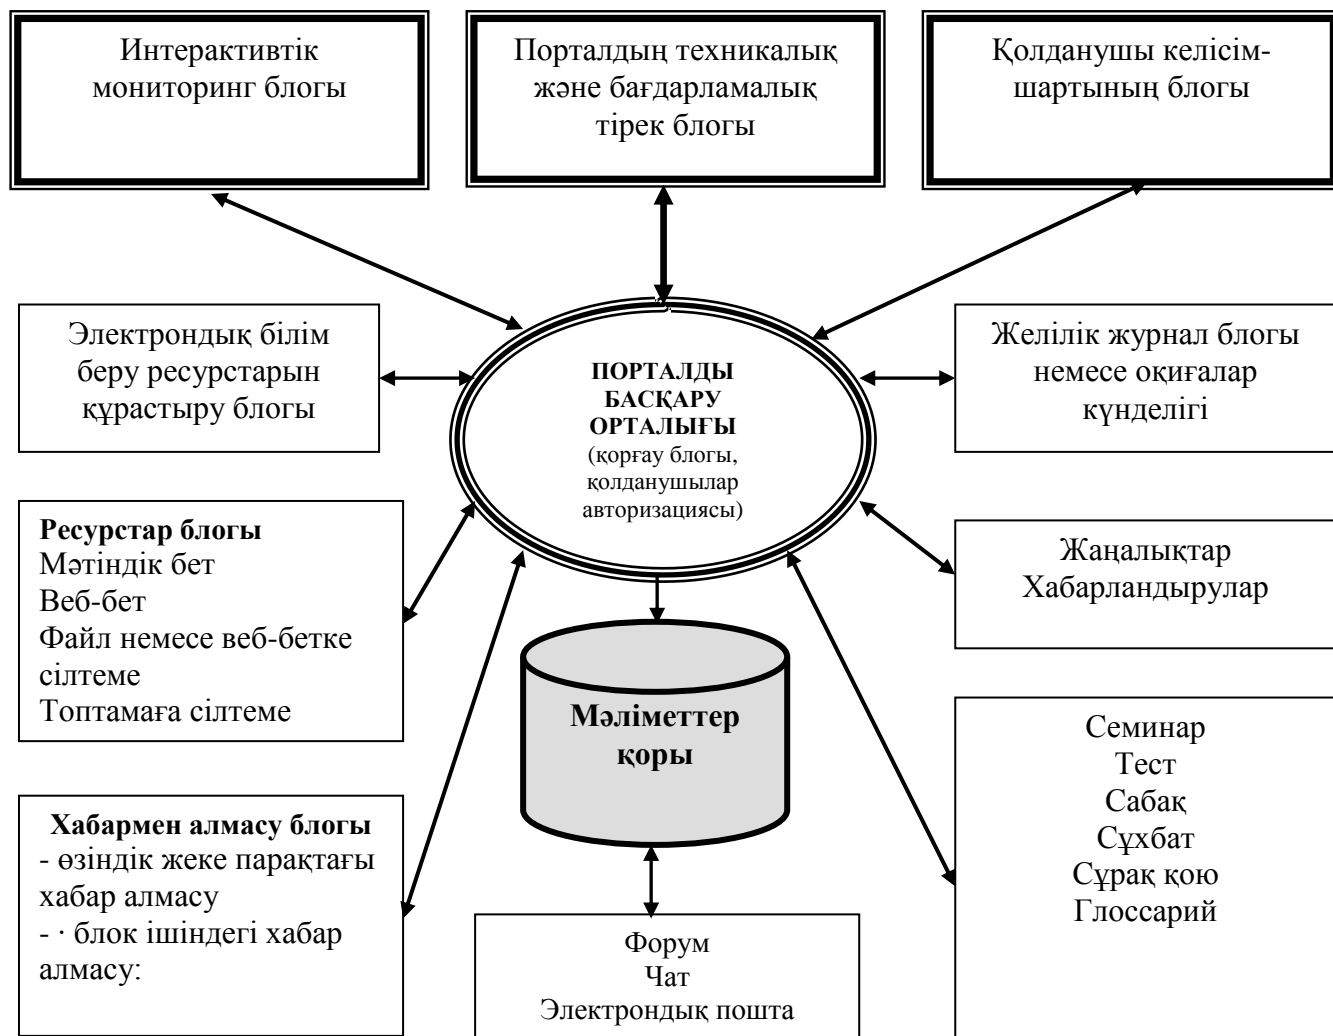 Интерактивтік
мониторинг блогы
Порталдың техникалық
және бағдарламалық
тірек блогы
Қолданушы келісім-
шартының блогы
Электрондық білім
беру ресурстарын
құрастыру блогы
ПОРТАЛДЫ
БАСҚАРУ
ОРТАЛЫҒЫ
(қорғау блогы,
қолданушылар
авторизациясы)
Желілік журнал блогы
немесе оқиғалар
күнделігі
Ресурстар блогы
Мәтіндік бет
Веб-бет
Файл немесе веб-бетке
сілтеме
Топтамаға сілтеме
Жаңалықтар
Хабарландырулар
Мәліметтер
қоры
Семинар
Тест
Сабақ
Сұхбат
Сұрақ қою
Глоссарий
Хабармен алмасу блогы
- өзіндік жеке парақтағы
хабар алмасу
- · блок ішіндегі хабар
алмасу:
Форум
Чат
Электрондық пошта